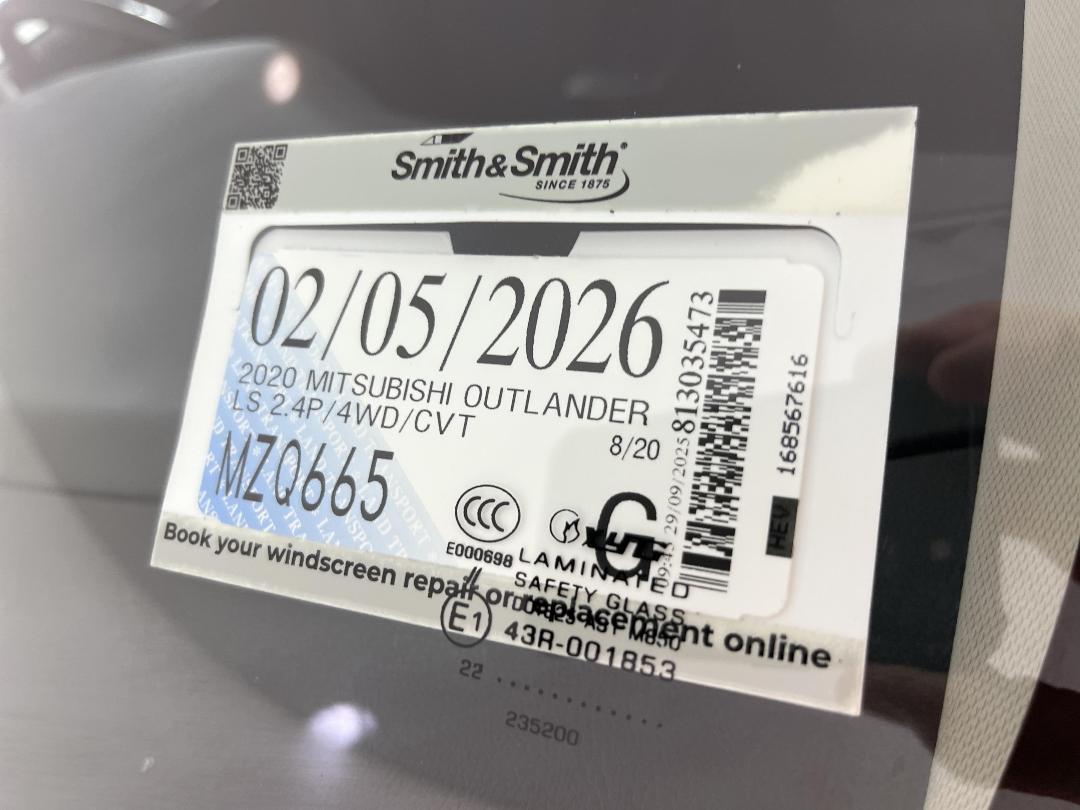 Smith&Smith®
SINCE 1875
02/05/2026
2020 MITSUBISHI OUTLANDER
LS 2.4P/4WD/CVT
8/20
MZQ665
G
29/09/2025
813035473
168567616
HEV
CCC
E000698
LAMINATED
SAFETY GLASS
Book your windscreen repair or replacement online
E1
43R-001853
22 ............
235200